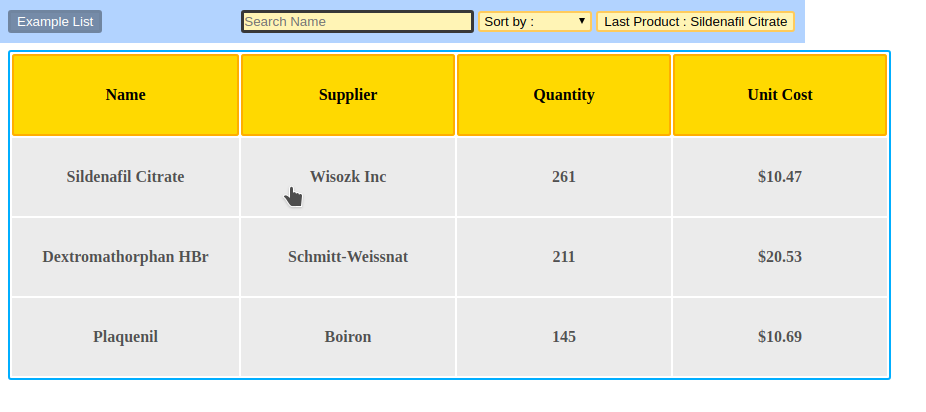 Example List Search Name Sort by : Last Product : Sildenafil Citrate
Name Supplier Quantity Unit Cost
Sildenafil Citrate Wisozk Inc 261 $10.47
Dextromathorphan HBr Schmitt-Weissnat 211 $20.53
Plaquenil Boiron 145 $10.69